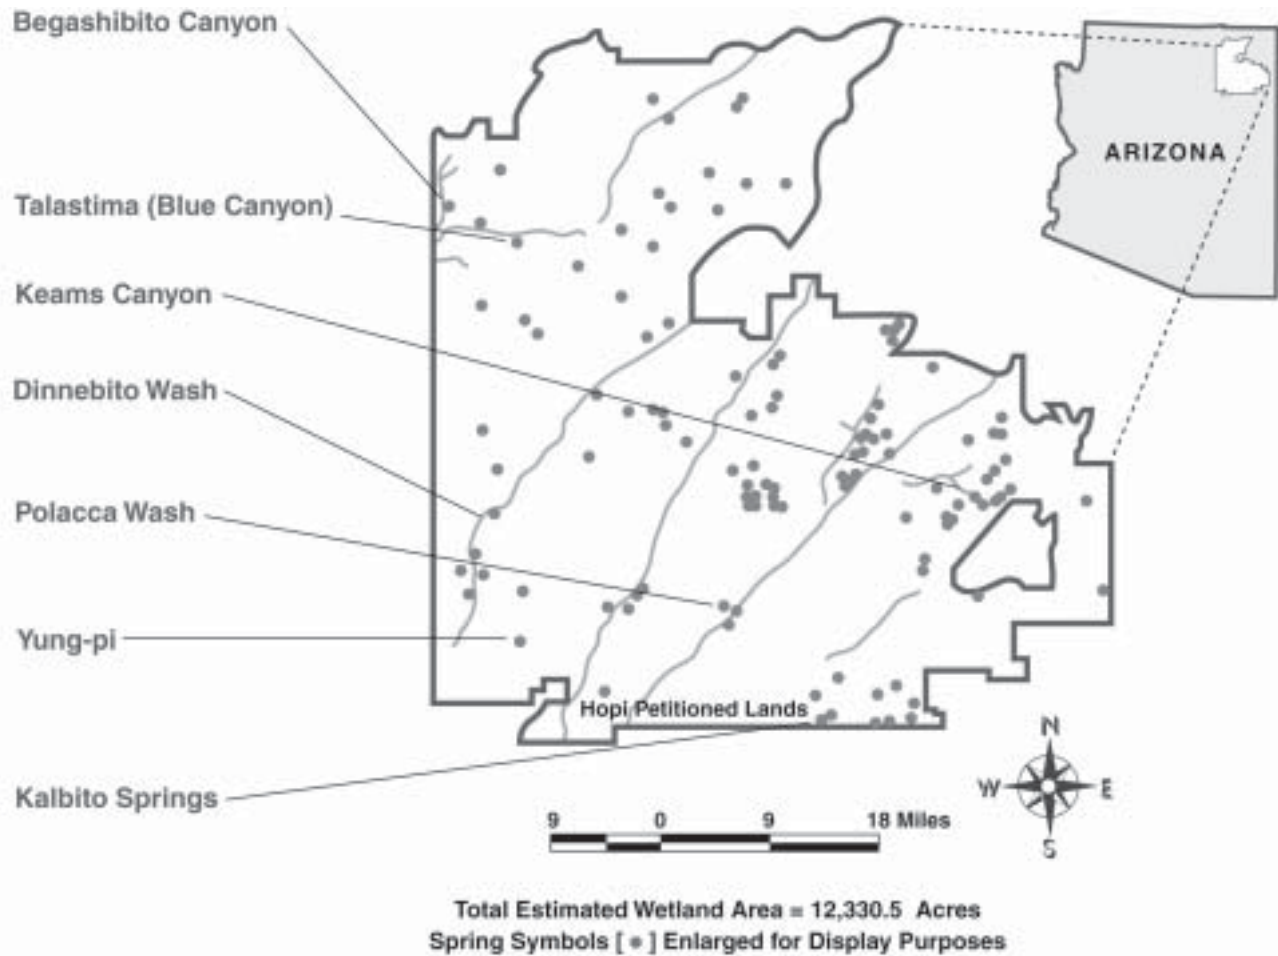 Begashibito Canyon
Talastima (Blue Canyon)
Keams Canyon
Dinnebito Wash
Polacca Wash
Yung-pi
Kalbito Springs
ARIZONA
Hopi Petitioned Lands
N
W E
S
9 0 9 18 Miles
Total Estimated Wetland Area = 12,330.5 Acres
Spring Symbols [ ● ] Enlarged for Display Purposes